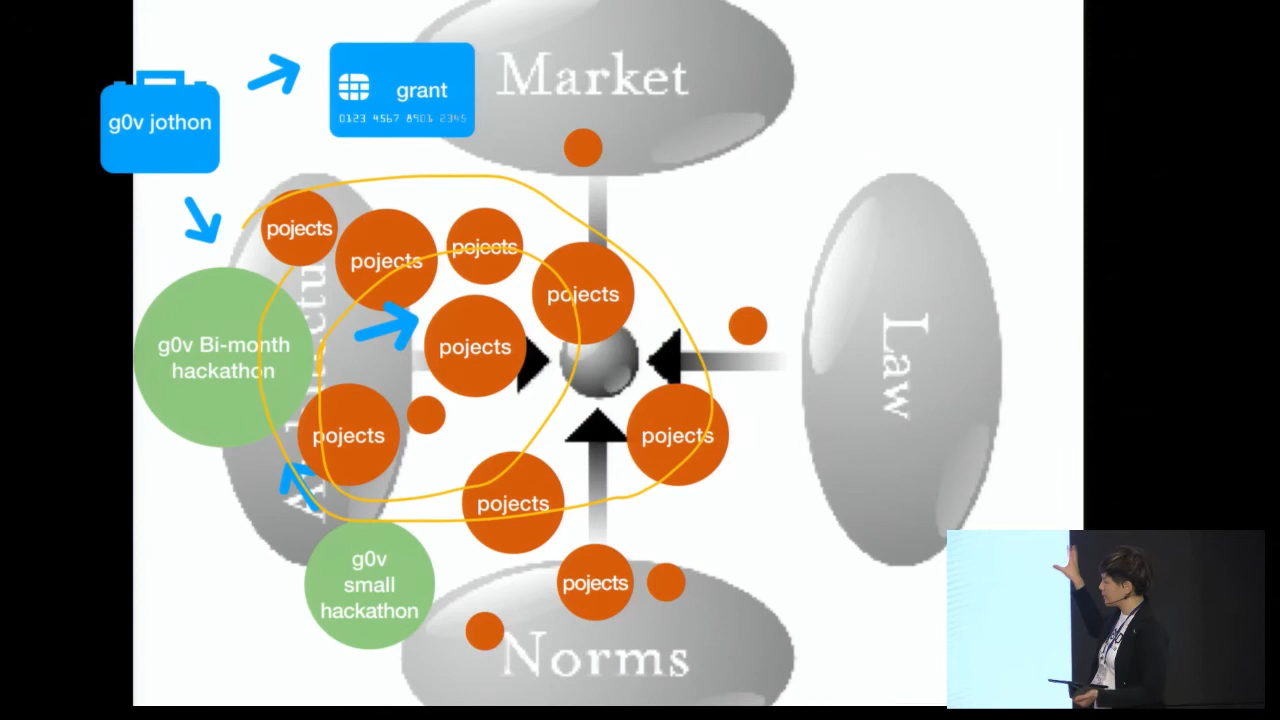 Market
g0v jothon
grant
0123 4567 8901 2345
pojects
pojects
pojects
pojects
pojects
g0v Bi-month
hackathon
Law
pojects
pojects
pojects
g0v
small
hackathon
pojects
Norms